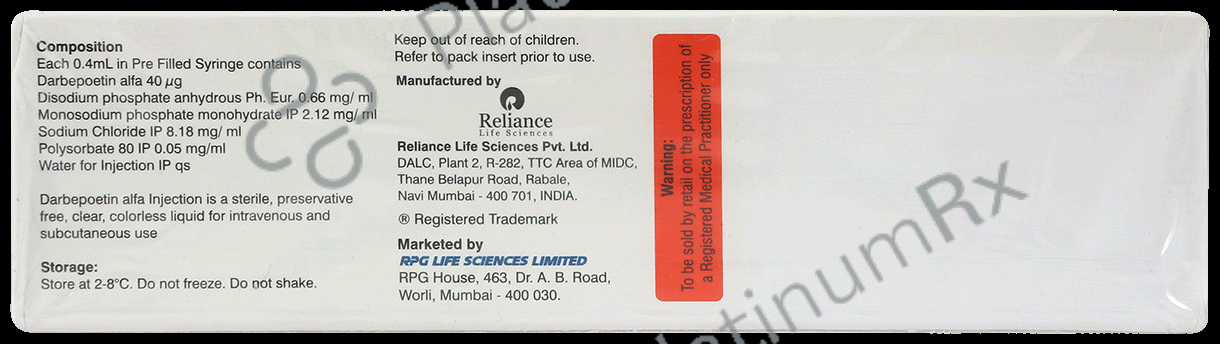 Composition
Each 0.4mL in Pre Filled Syringe contains
Darbepoetin alfa 40 µg
Disodium phosphate anhydrous Ph. Eur. 0.66 mg/ ml
Monosodium phosphate monohydrate IP 2.12 mg/ ml
Sodium Chloride IP 8.18 mg/ ml
Polysorbate 80 IP 0.05 mg/ml
Water for Injection IP qs
Darbepoetin alfa Injection is a sterile, preservative
free, clear, colorless liquid for intravenous and
subcutaneous use
Storage:
Store at 2-8°C. Do not freeze. Do not shake.
Keep out of reach of children.
Refer to pack insert prior to use.
Manufactured by
Reliance
Life Sciences
Reliance Life Sciences Pvt. Ltd.
DALC, Plant 2, R-282, TTC Area of MIDC,
Thane Belapur Road, Rabale,
Navi Mumbai - 400 701, INDIA.
® Registered Trademark
Marketed by
RPG LIFE SCIENCES LIMITED
RPG House, 463, Dr. A. B. Road,
Worli, Mumbai - 400 030.
Warning:
To be sold by retail on the prescription of
a Registered Medical Practitioner only
Plat
PlatinumRx